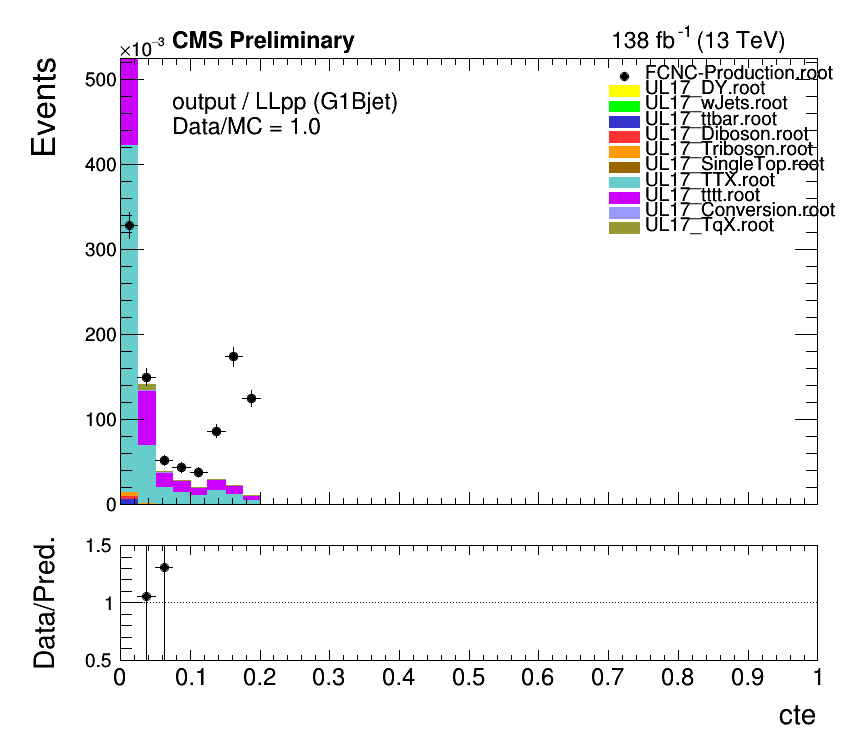 ×10⁻³ CMS Preliminary 138 fb⁻¹ (13 TeV)
Events
500
400
300
200
100
0
output / LLpp (G1Bjet)
Data/MC = 1.0
FCNC-Production.root
UL17_DY.root
UL17_wJets.root
UL17_ttbar.root
UL17_Diboson.root
UL17_Triboson.root
UL17_SingleTop.root
UL17_TTX.root
UL17_tttt.root
UL17_Conversion.root
UL17_TqX.root
Data/Pred.
1.5
1
0.5
0 0.1 0.2 0.3 0.4 0.5 0.6 0.7 0.8 0.9 1
cte